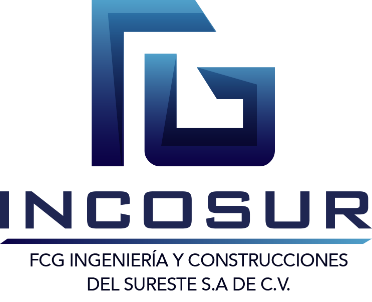 INCOSUR
FCG INGENIERÍA Y CONSTRUCCIONES
DEL SURESTE S.A DE C.V.